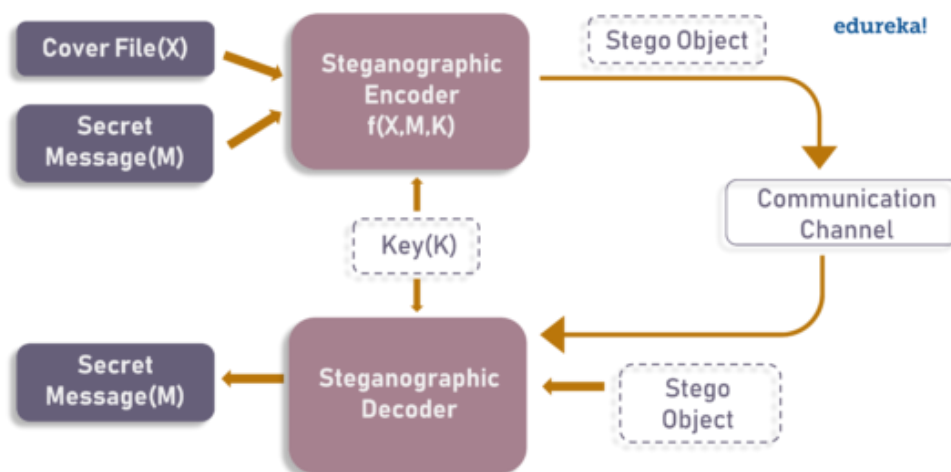 Cover File(X)
Secret
Message(M)
Steganographic
Encoder
f(X,M,K)
Stego Object
edureka!
Communication
Channel
Key(K)
Secret
Message(M)
Steganographic
Decoder
Stego
Object